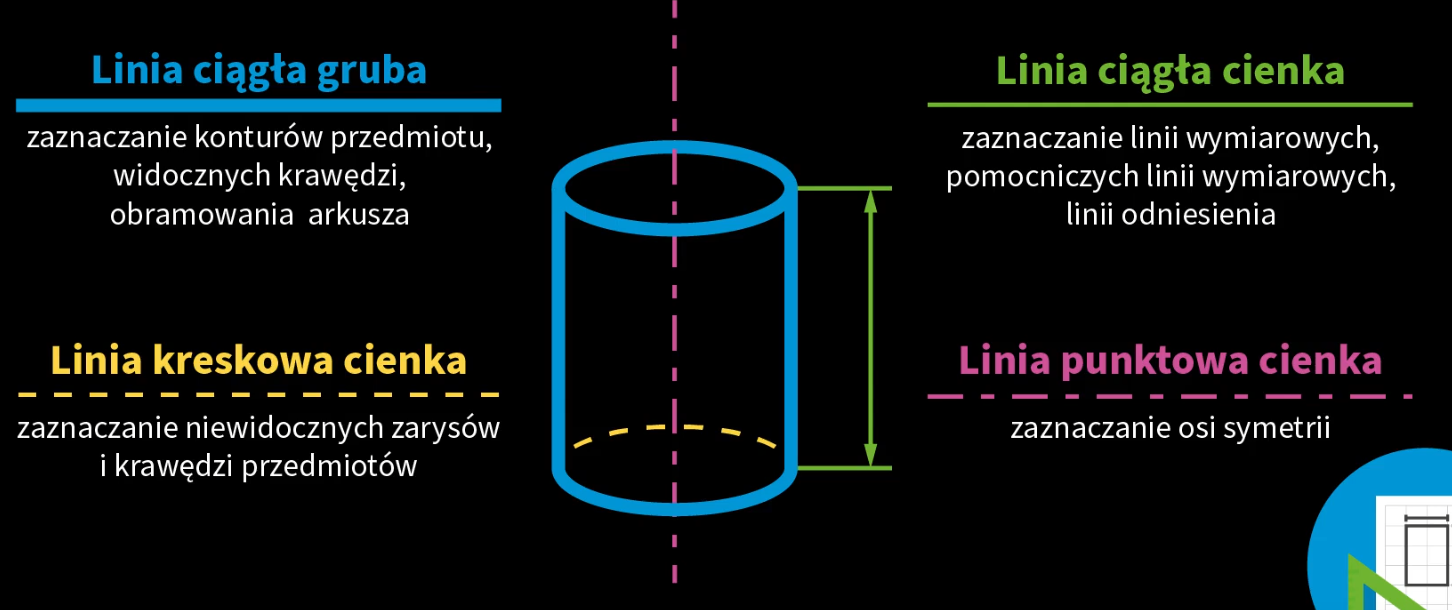 Linia ciągła gruba
zaznaczanie konturów przedmiotu,
widocznych krawędzi,
obramowania arkusza
Linia ciągła cienka
zaznaczanie linii wymiarowych,
pomocniczych linii wymiarowych,
linii odniesienia
Linia kreskowa cienka
zaznaczanie niewidocznych zarysów
i krawędzi przedmiotów
Linia punktowa cienka
zaznaczanie osi symetrii